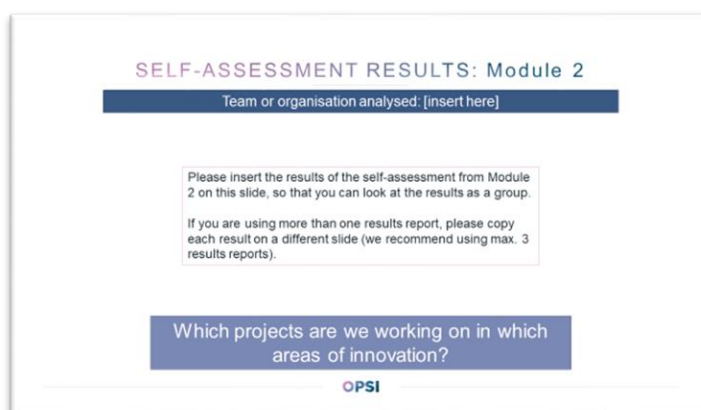 SELF-ASSESSMENT RESULTS: Module 2
Team or organisation analysed: [insert here]
Please insert the results of the self-assessment from Module
2 on this slide, so that you can look at the results as a group.
If you are using more than one results report, please copy
each result on a different slide (we recommend using max. 3
results reports).
Which projects are we working on in which
areas of innovation?
OPSI